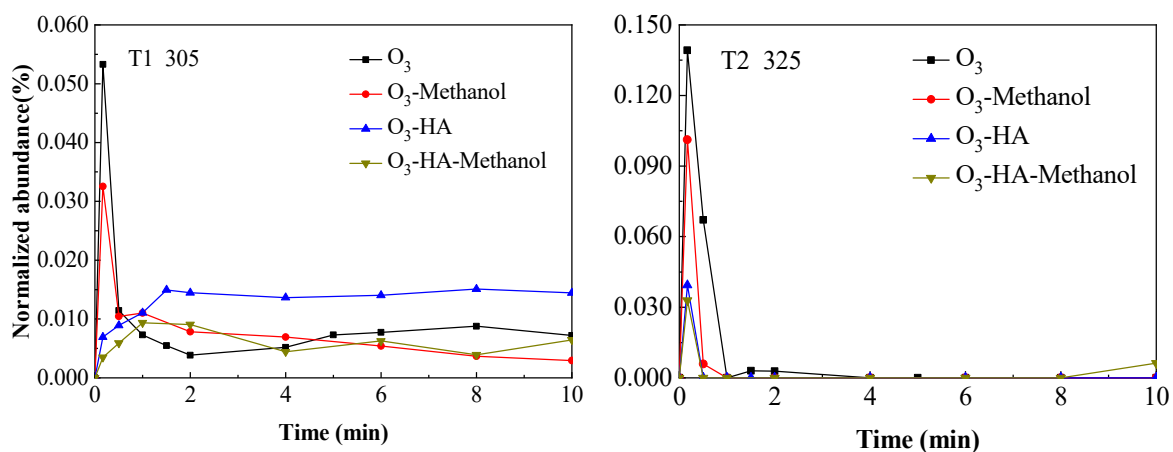 T1 305
O₃
O₃-Methanol
O₃-HA
O₃-HA-Methanol
Normalized abundance(%)
0.060
0.050
0.040
0.030
0.020
0.010
0.000
0 2 4 6 8 10
Time (min)
T2 325
O₃
O₃-Methanol
O₃-HA
O₃-HA-Methanol
0.150
0.120
0.090
0.060
0.030
0.000
0 2 4 6 8 10
Time (min)